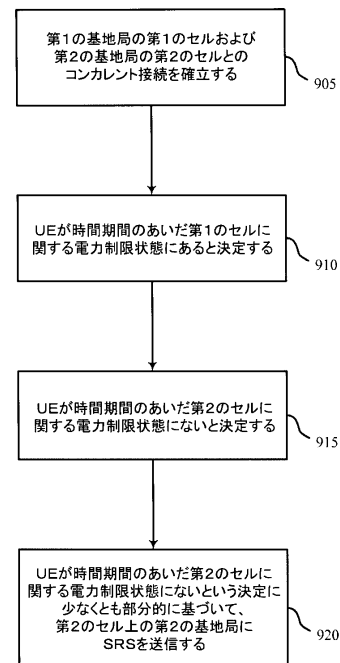 第１の基地局の第１のセルおよび
第２の基地局の第２のセルとの
コンカレント接続を確立する
905
ＵＥが時間期間のあいだ第１のセルに
関する電力制限状態にあると決定する
910
ＵＥが時間期間のあいだ第２のセルに
関する電力制限状態にないと決定する
915
ＵＥが時間期間のあいだ第２のセルに
関する電力制限状態にないという決定に
少なくとも部分的に基づいて、
第２のセル上の第２の基地局に
ＳＲＳを送信する
920